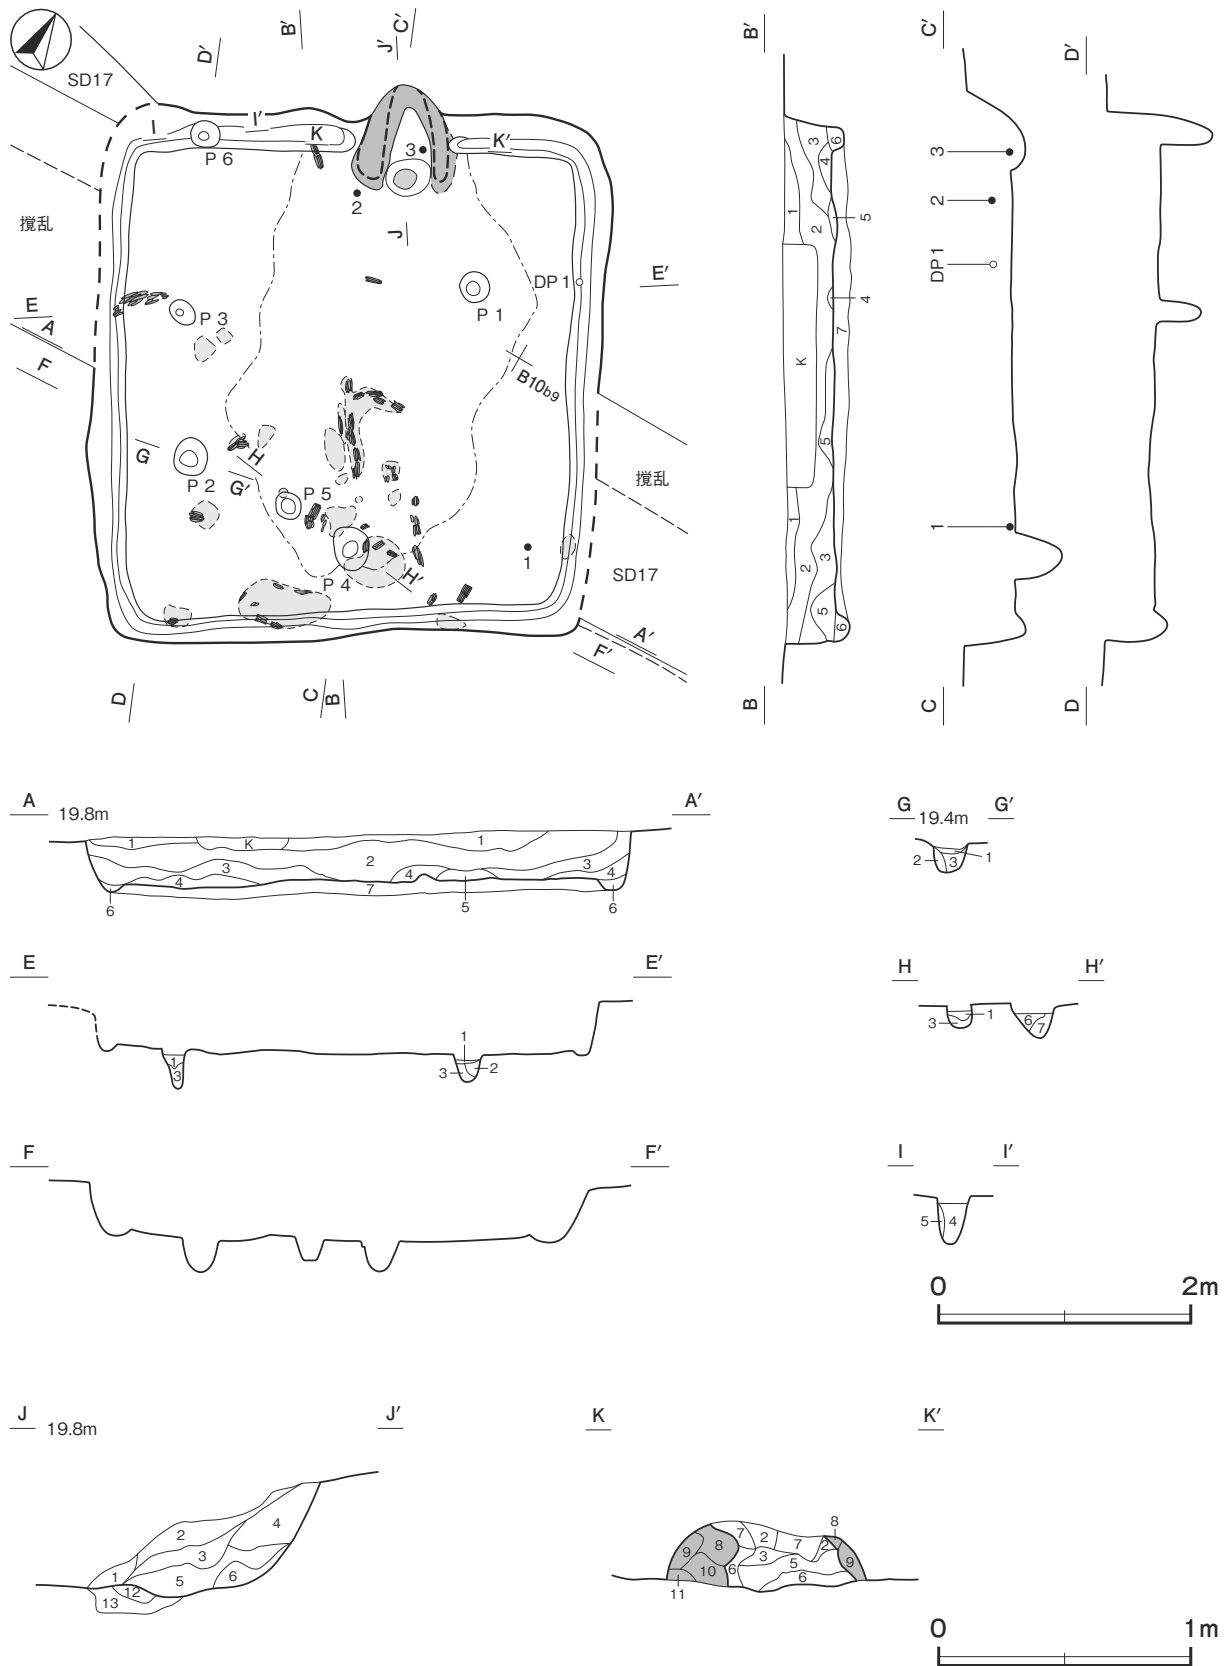 B' C' J' D' B' C' D'
SD17
I I' K K'
P 6 3
2
撹乱 J
DP 1 E'
E P 3 P 1
A
F
B10b9
G H
P 2 G' P 5
撹乱
1
P 4 H'
SD17
A'
F'
D C B
3 6 4 1 2 5 4 K 7 5 1 2 3 5 6
B
3
2
DP1
1
C D
A 19.8m A'
1 K 1
2
3 3
4 4 4
7
6 5 6
G 19.4m G'
2 3 1
E E'
1
1
3 3 2
H H'
1
3 6 7
F F'
I I'
5 4
0 2m
J 19.8m J'
2 4
3
1 5 6
12
13
K K'
8
7 2 7 2
9 8 3 5 9
10 6 6
11
0 1m